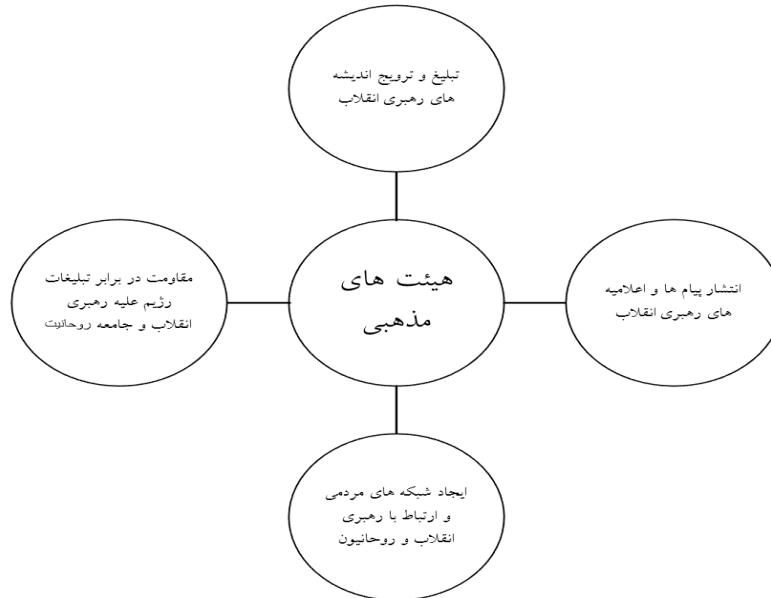 تبلیغ و ترویج اندیشه
های رهبری انقلاب
انتشار پیام ها و اعلامیه
های رهبری انقلاب
هیئت های
مذهبی
مقاومت در برابر تبلیغات
رژیم علیه رهبری
انقلاب و جامعه روحانیت
ایجاد شبکه های مردمی
و ارتباط با رهبری
انقلاب و روحانیون